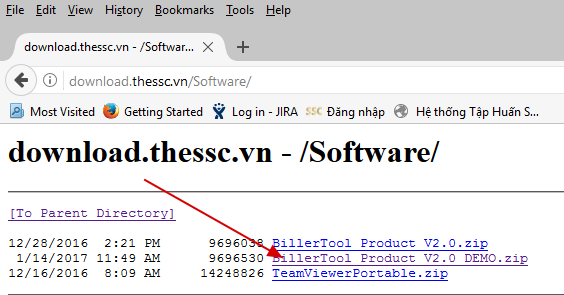 File Edit View History Bookmarks Tools Help
download.thessc.vn - /Softwar... ×
download.thessc.vn/Software/
Most Visited Getting Started Log in - JIRA SSC Đăng nhập Hệ thống Tập Huấn S...
download.thessc.vn - /Software/
[To Parent Directory]
12/28/2016 2:21 PM 9696038 BillerTool Product V2.0.zip
1/14/2017 11:49 AM 9696530 BillerTool Product V2.0 DEMO.zip
12/16/2016 8:09 AM 14248826 TeamViewerPortable.zip